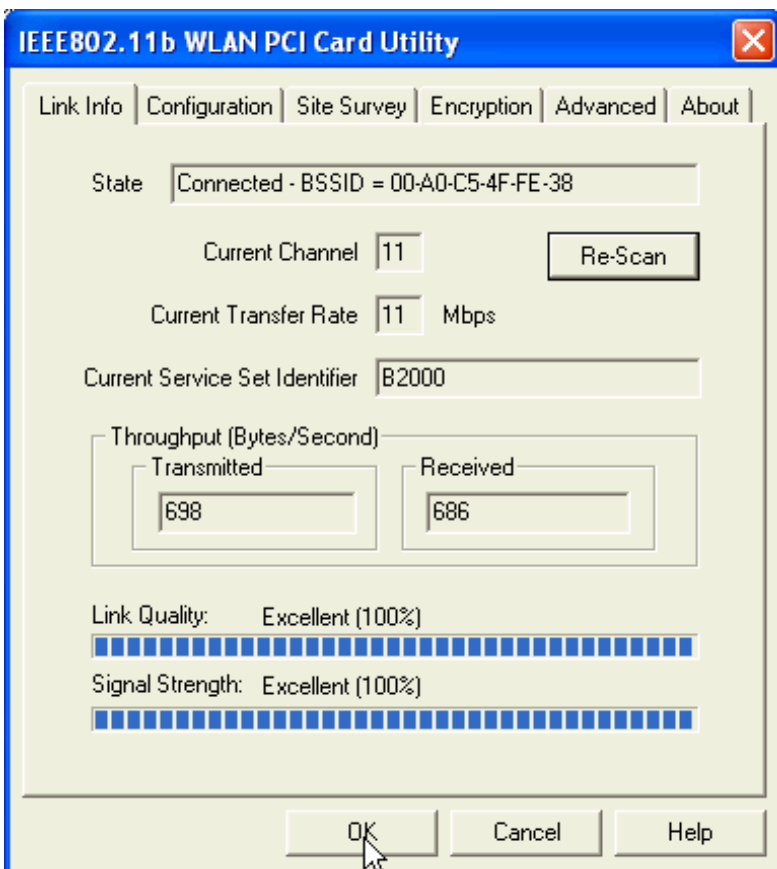 IEEE802.11b WLAN PCI Card Utility
Link Info Configuration Site Survey Encryption Advanced About
State Connected - BSSID = 00-A0-C5-4F-FE-38
Current Channel 11 Re-Scan
Current Transfer Rate 11 Mbps
Current Service Set Identifier B2000
Throughput (Bytes/Second)
Transmitted Received
698 686
Link Quality: Excellent (100%)
Signal Strength: Excellent (100%)
OK Cancel Help